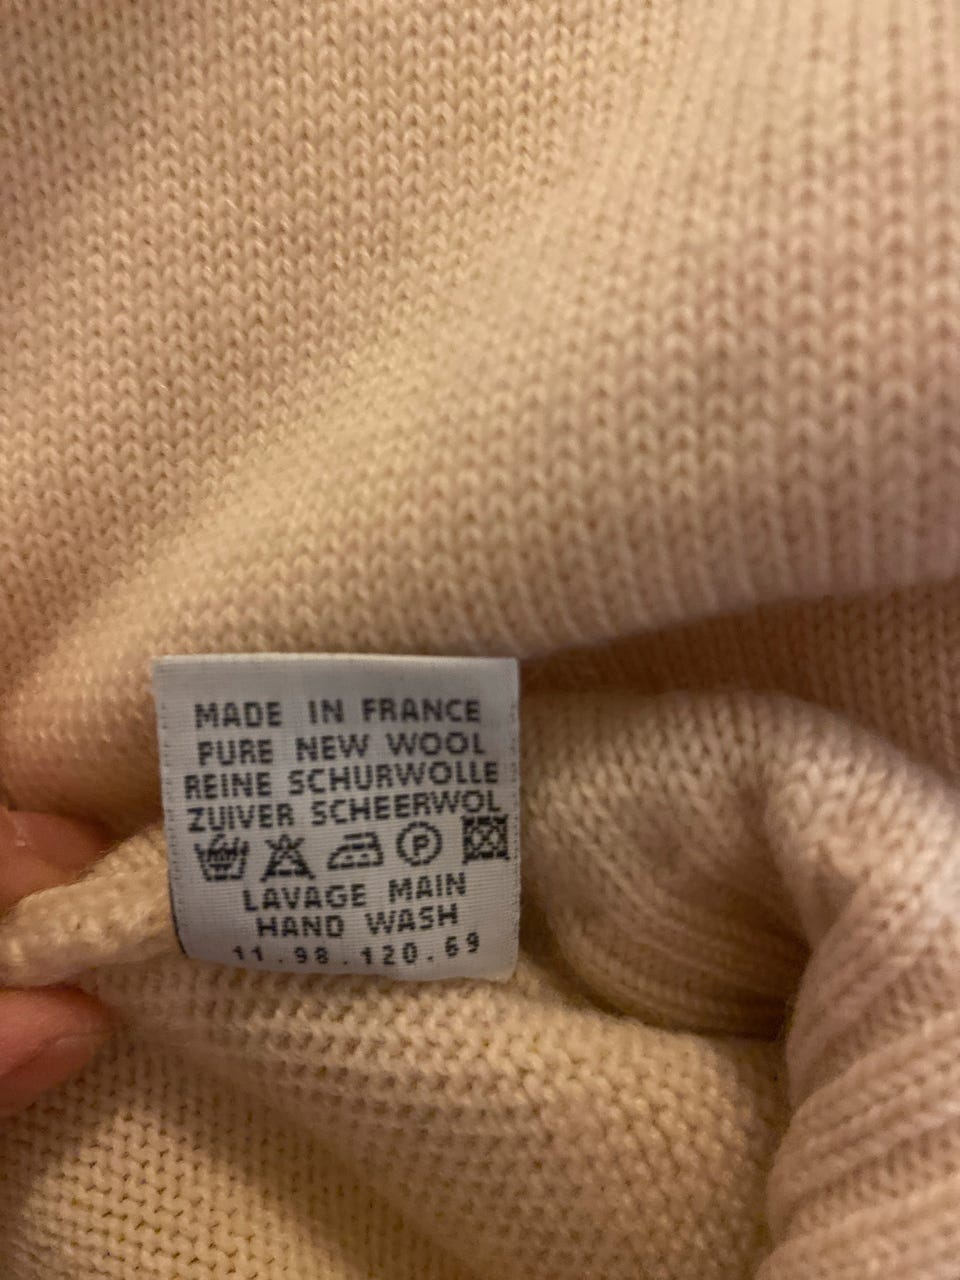 MADE IN FRANCE
PURE NEW WOOL
REINE SCHURWOLLE
ZUIVER SCHEERWOL
P
LAVAGE MAIN
HAND WASH
11.98.120.69